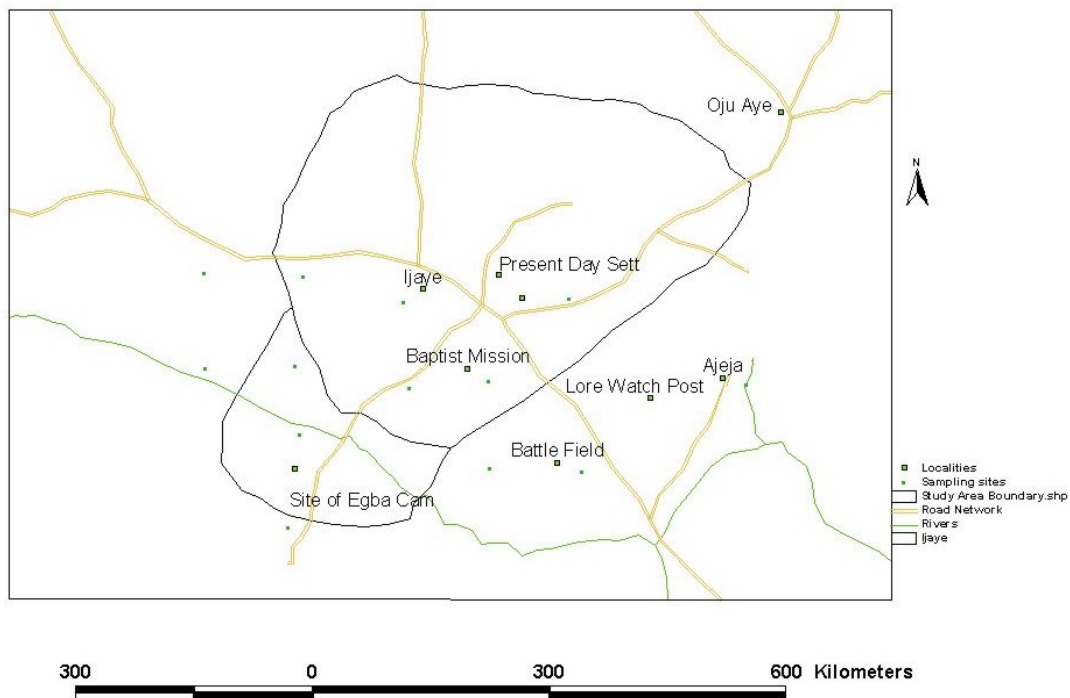 Oju Aye
N
Present Day Sett
Ijaye
Baptist Mission
Ajeja
Lore Watch Post
Battle Field
Site of Egba Cam
Localities
Sampling sites
Study Area Boundary.shp
Road Network
Rivers
Ijaye
300 0 300 600 Kilometers